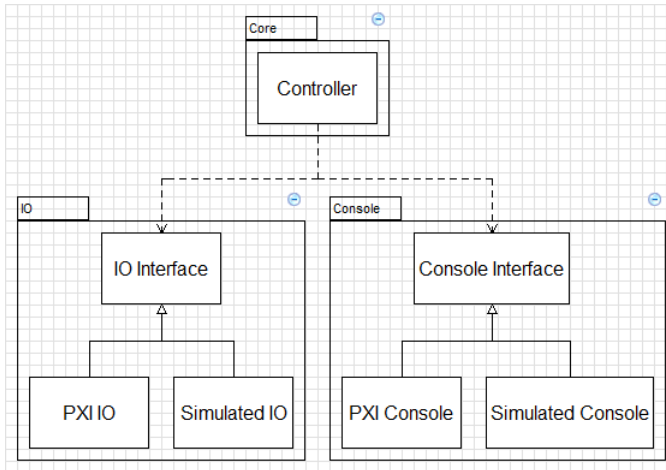 Core
Controller
IO
Console
IO Interface
Console Interface
PXI IO
Simulated IO
PXI Console
Simulated Console